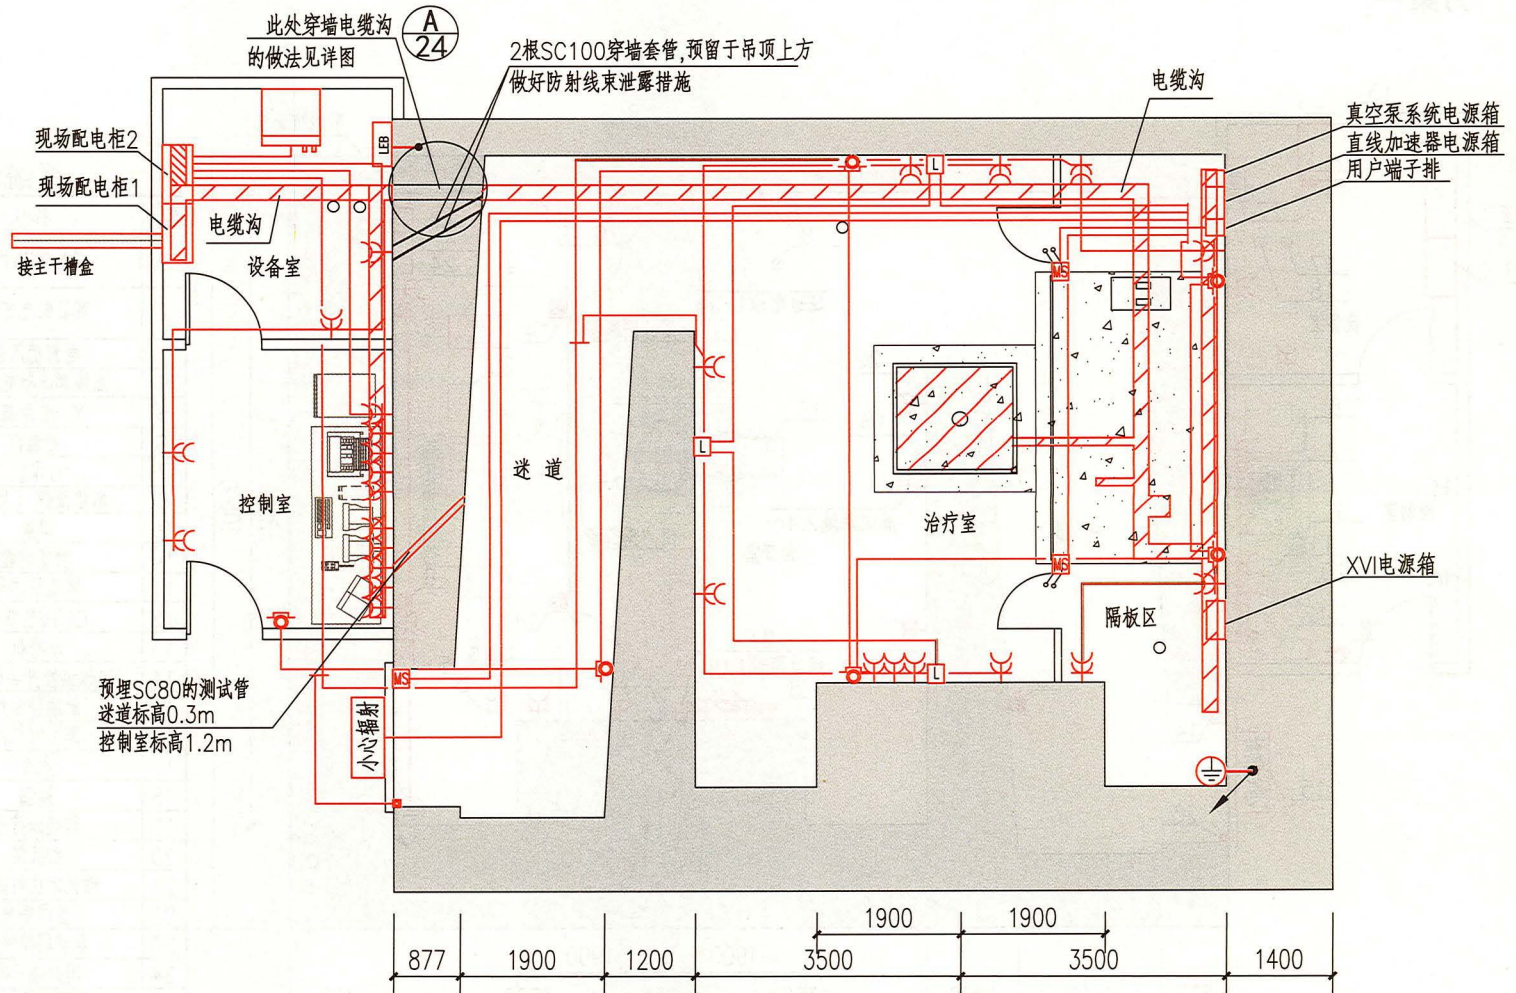 此处穿墙电缆沟
的做法见详图
A
24
2根SC100穿墙套管,预留于吊顶上方
做好防射线束泄露措施
电缆沟
真空泵系统电源箱
直线加速器电源箱
用户端子排
现场配电柜2
现场配电柜1
LEB
L
电缆沟
设备室
接主干槽盒
MS
L
迷 道
控制室
治疗室
MS
XVI电源箱
隔板区
预埋SC80的测试管
迷道标高0.3m
控制室标高1.2m
MS
L
小心辐射
1900
1900
877
1900
1200
3500
3500
1400